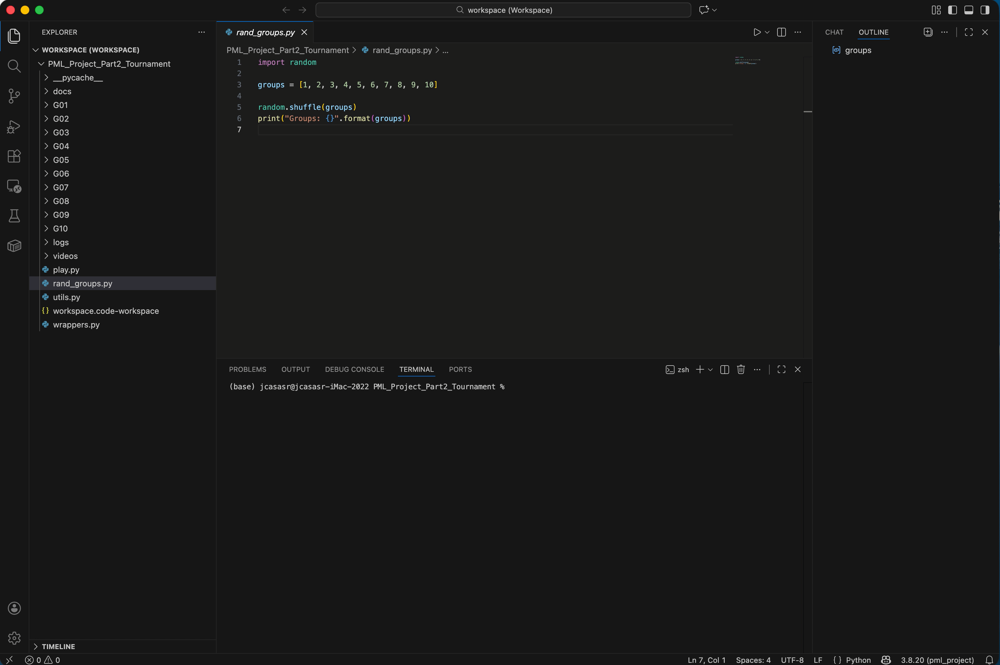 workspace (Workspace)
EXPLORER
WORKSPACE (WORKSPACE)
PML_Project_Part2_Tournament
__pycache__
docs
G01
G02
G03
G04
G05
G06
G07
G08
G09
G10
logs
videos
play.py
rand_groups.py
utils.py
workspace.code-workspace
wrappers.py
TIMELINE
rand_groups.py
PML_Project_Part2_Tournament > rand_groups.py > ...
1 import random
2
3 groups = [1, 2, 3, 4, 5, 6, 7, 8, 9, 10]
4
5 random.shuffle(groups)
6 print("Groups: {}".format(groups))
7
PROBLEMS OUTPUT DEBUG CONSOLE TERMINAL PORTS
zsh
(base) jcasasr@jcasasr-iMac-2022 PML_Project_Part2_Tournament %
CHAT OUTLINE
groups
0 0
Ln 7, Col 1 Spaces: 4 UTF-8 LF {} Python 3.8.20 (pml_project)